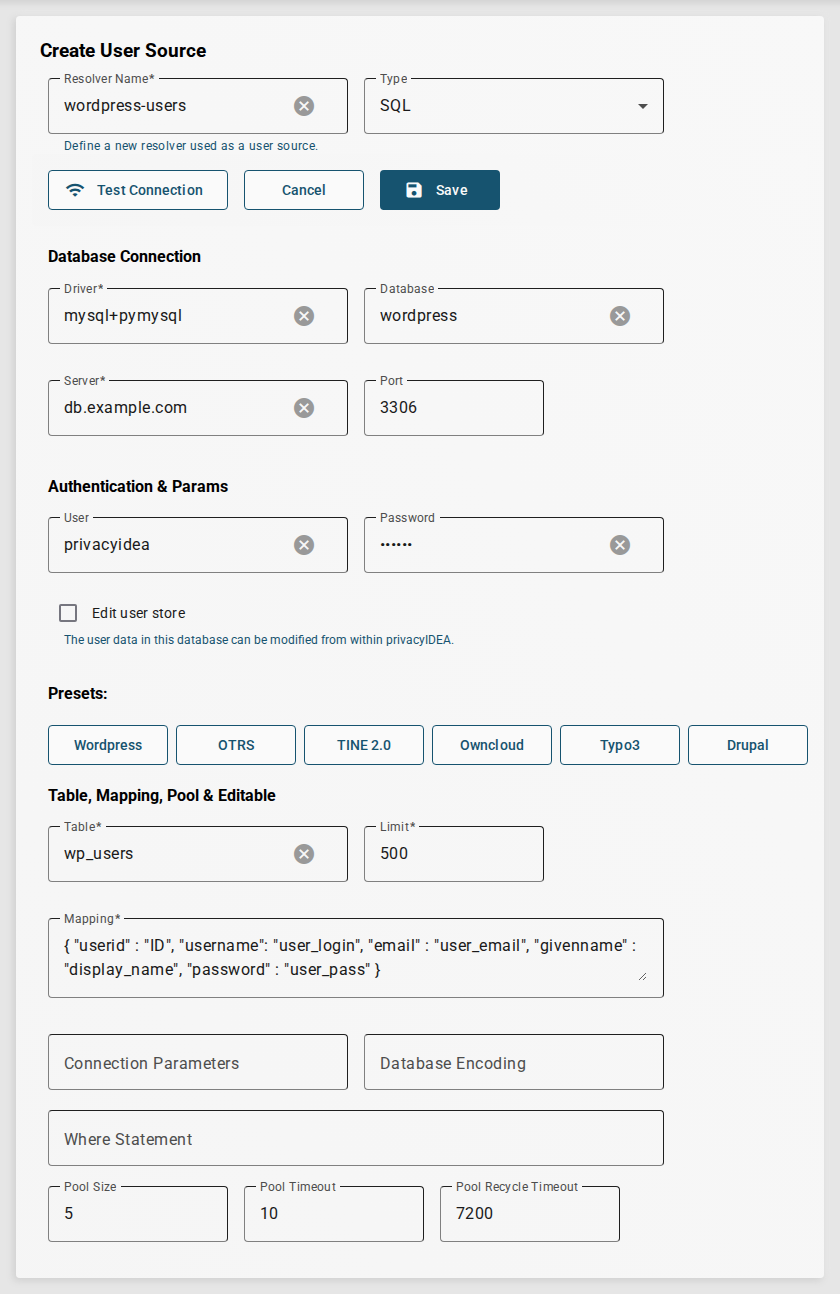 Create User Source
Resolver Name*
wordpress-users
Type
SQL
Define a new resolver used as a user source.
Test Connection
Cancel
Save
Database Connection
Driver*
mysql+pymysql
Database
wordpress
Server*
db.example.com
Port
3306
Authentication & Params
User
privacyidea
Password
••••••
Edit user store
The user data in this database can be modified from within privacyIDEA.
Presets:
Wordpress
OTRS
TINE 2.0
Owncloud
Typo3
Drupal
Table, Mapping, Pool & Editable
Table*
wp_users
Limit*
500
Mapping*
{ "userid" : "ID", "username": "user_login", "email" : "user_email", "givenname" :
"display_name", "password" : "user_pass" }
Connection Parameters
Database Encoding
Where Statement
Pool Size
5
Pool Timeout
10
Pool Recycle Timeout
7200